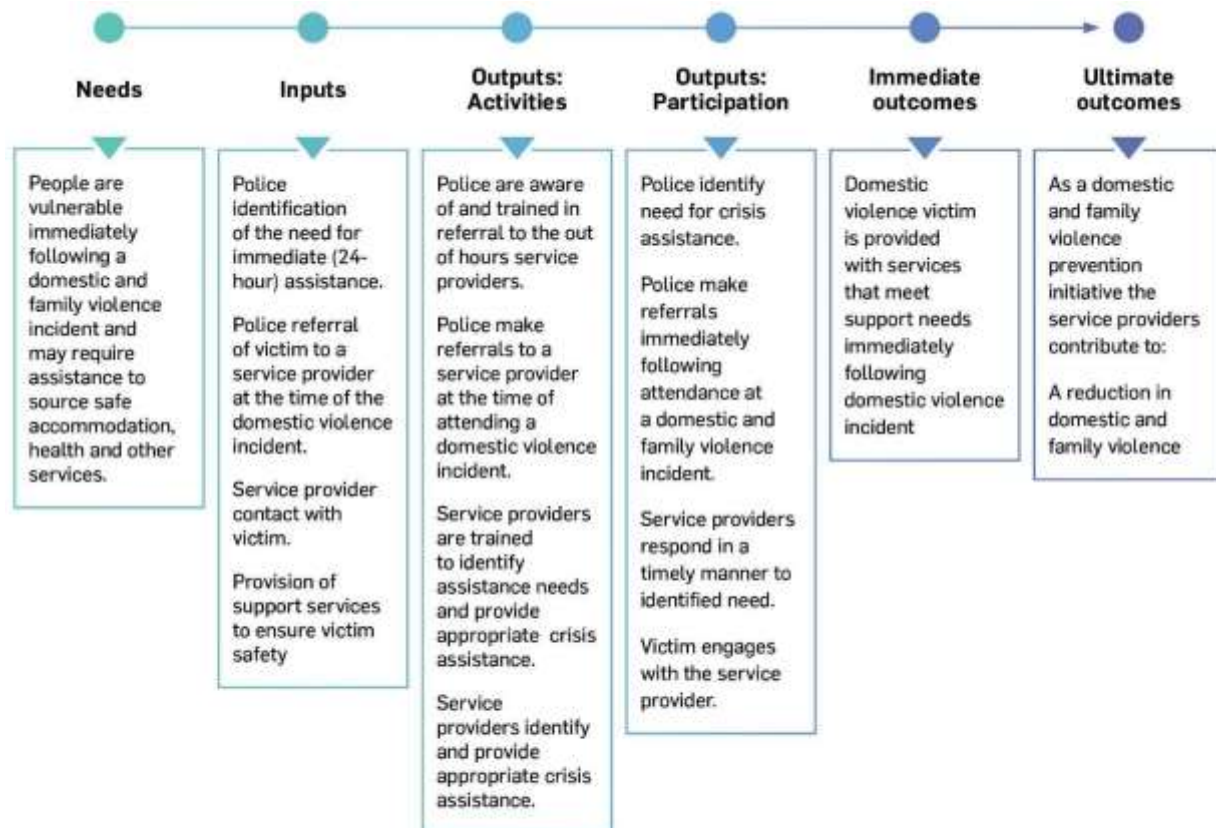 Needs
Inputs
Outputs:
Activities
Outputs:
Participation
Immediate
outcomes
Ultimate
outcomes
People are
vulnerable
immediately
following a
domestic and
family violence
incident and
may require
assistance to
source safe
accommodation,
health and other
services.
Police
identification
of the need for
immediate (24-
hour) assistance.
Police referral
of victim to a
service provider
at the time of the
domestic violence
incident.
Service provider
contact with
victim.
Provision of
support services
to ensure victim
safety
Police are aware
of and trained in
referral to the out
of hours service
providers.
Police make
referrals to a
service provider
at the time of
attending a
domestic violence
incident.
Service providers
are trained
to identify
assistance needs
and provide
appropriate crisis
assistance.
Service
providers identify
and provide
appropriate crisis
assistance.
Police identify
need for crisis
assistance.
Police make
referrals
immediately
following
attendance at
a domestic and
family violence
incident.
Service providers
respond in a
timely manner to
identified need.
Victim engages
with the service
provider.
Domestic
violence victim
is provided
with services
that meet
support needs
immediately
following
domestic violence
incident
As a domestic
and family
violence
prevention
initiative the
service providers
contribute to:
A reduction in
domestic and
family violence